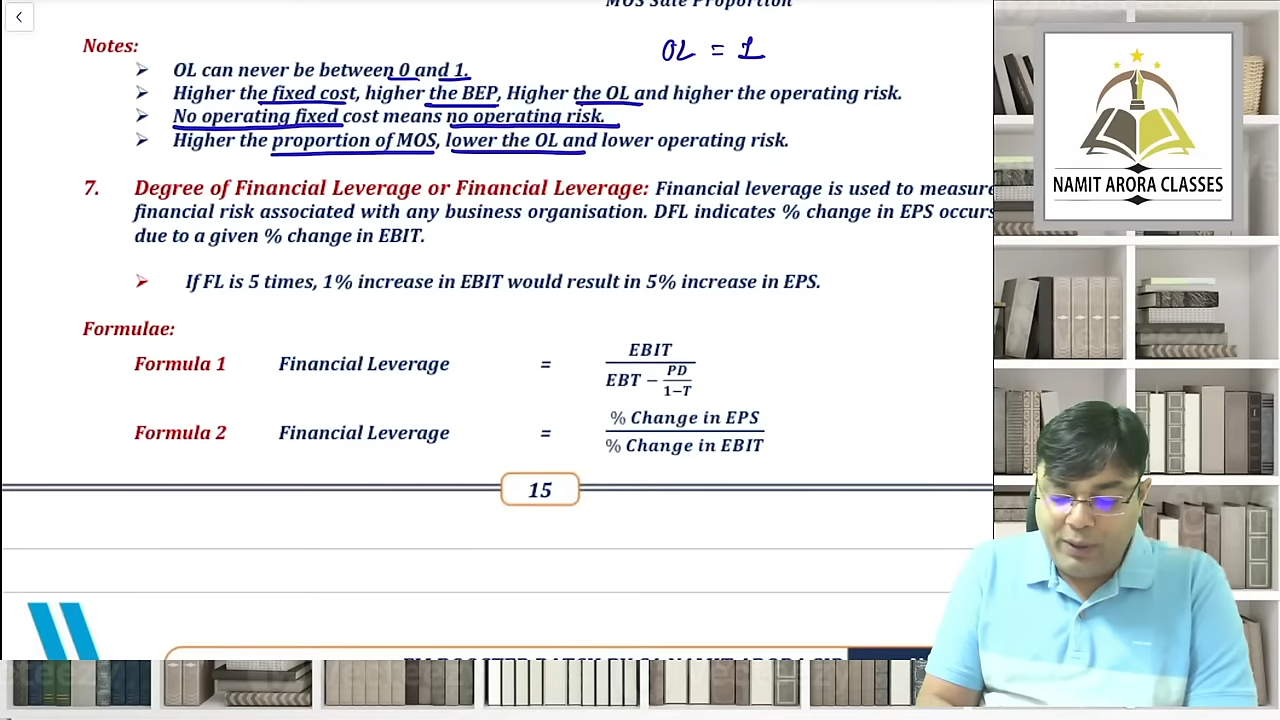 MOS Sale Proportion
Notes:
OL = 1
➢ OL can never be between 0 and 1.
➢ Higher the fixed cost, higher the BEP, Higher the OL and higher the operating risk.
➢ No operating fixed cost means no operating risk.
➢ Higher the proportion of MOS, lower the OL and lower operating risk.
7. Degree of Financial Leverage or Financial Leverage: Financial leverage is used to measure
financial risk associated with any business organisation. DFL indicates % change in EPS occurs
due to a given % change in EBIT.
➢ If FL is 5 times, 1% increase in EBIT would result in 5% increase in EPS.
Formulae:
Formula 1 Financial Leverage = EBIT / EBT − PD / 1−T
Formula 2 Financial Leverage = % Change in EPS / % Change in EBIT
15
NAMIT ARORA CLASSES